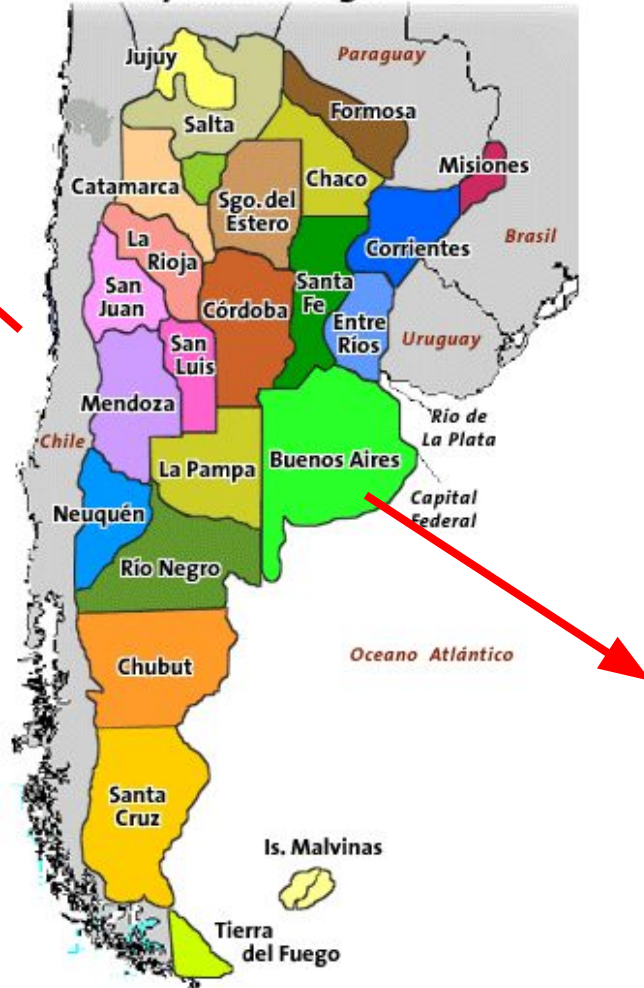 Jujuy
Paraguay
Formosa
Salta
Misiones
Chaco
Catamarca
Sgo. del
Estero
Brasil
La
Rioja
Corrientes
San
Juan
Santa
Fe
Córdoba
Entre
Ríos
San
Luis
Uruguay
Mendoza
Río de
La Plata
Chile
La Pampa
Buenos Aires
Capital
Federal
Neuquén
Río Negro
Oceano Atlántico
Chubut
Santa
Cruz
Is. Malvinas
Tierra
del Fuego